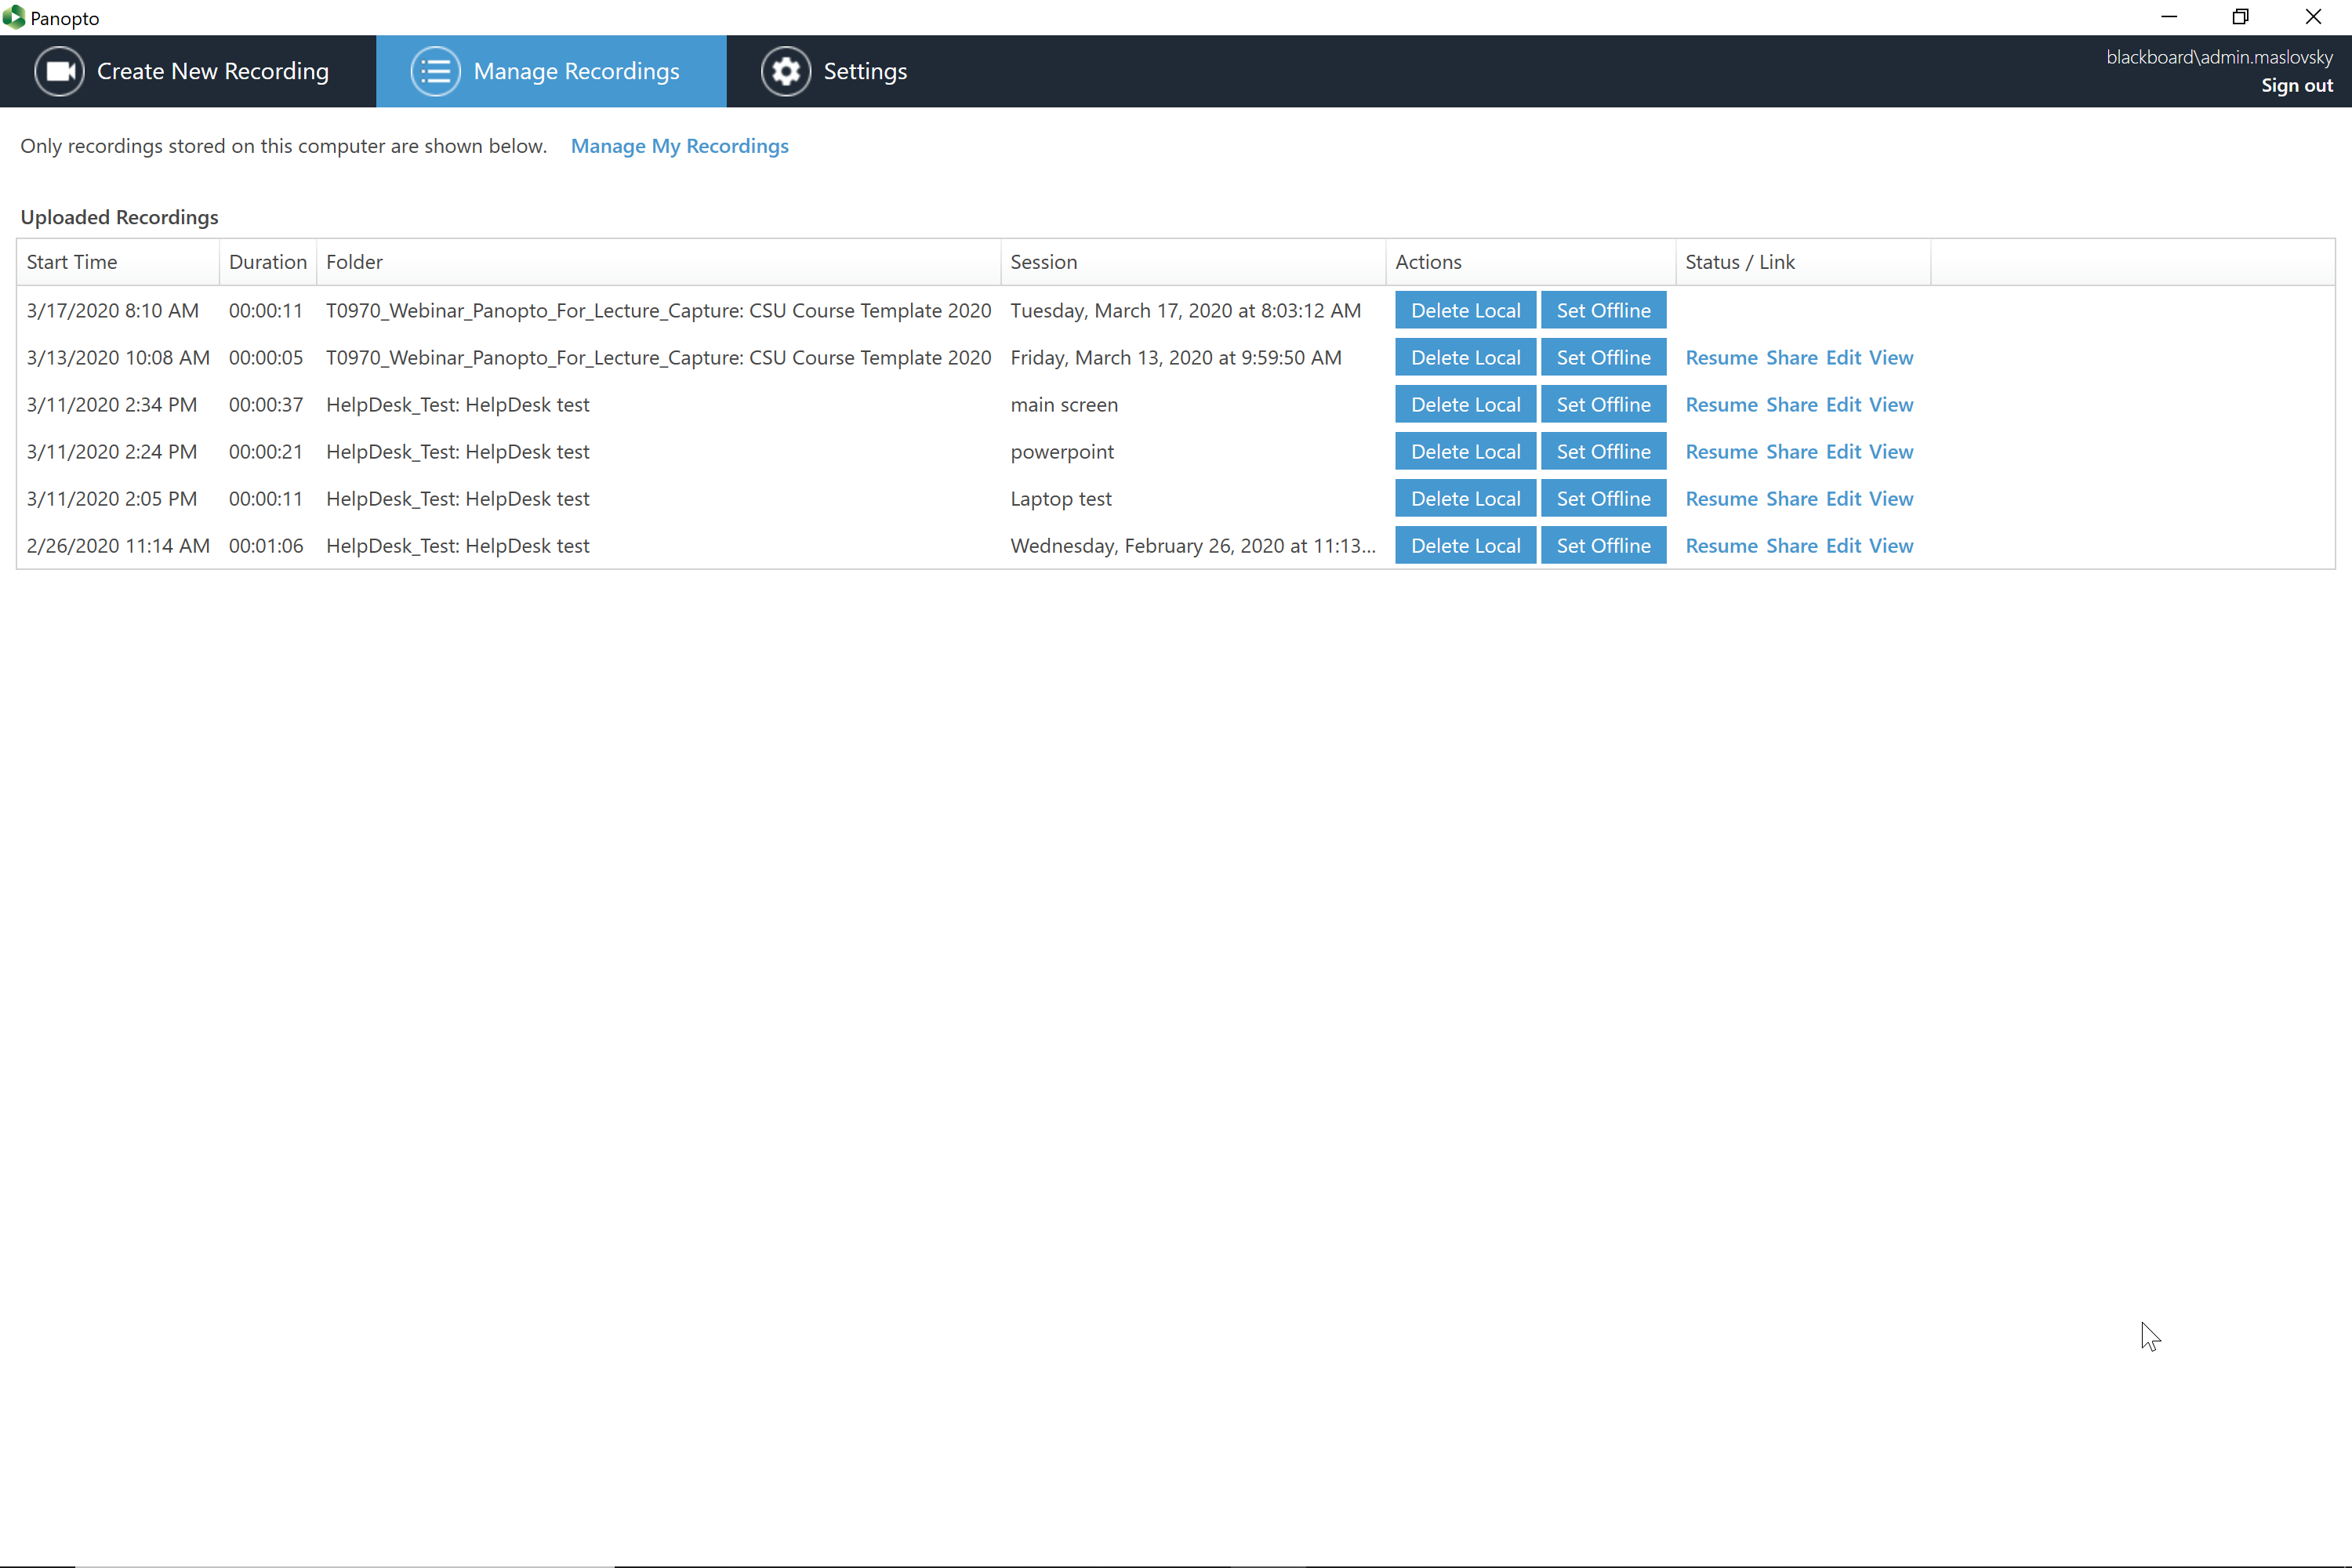 Panopto
Create New Recording Manage Recordings Settings blackboard\admin.maslovsky
Sign out
Only recordings stored on this computer are shown below. Manage My Recordings
Uploaded Recordings
Start Time Duration Folder Session Actions Status / Link
3/17/2020 8:10 AM 00:00:11 T0970_Webinar_Panopto_For_Lecture_Capture: CSU Course Template 2020 Tuesday, March 17, 2020 at 8:03:12 AM Delete Local Set Offline
3/13/2020 10:08 AM 00:00:05 T0970_Webinar_Panopto_For_Lecture_Capture: CSU Course Template 2020 Friday, March 13, 2020 at 9:59:50 AM Delete Local Set Offline Resume Share Edit View
3/11/2020 2:34 PM 00:00:37 HelpDesk_Test: HelpDesk test main screen Delete Local Set Offline Resume Share Edit View
3/11/2020 2:24 PM 00:00:21 HelpDesk_Test: HelpDesk test powerpoint Delete Local Set Offline Resume Share Edit View
3/11/2020 2:05 PM 00:00:11 HelpDesk_Test: HelpDesk test Laptop test Delete Local Set Offline Resume Share Edit View
2/26/2020 11:14 AM 00:01:06 HelpDesk_Test: HelpDesk test Wednesday, February 26, 2020 at 11:13... Delete Local Set Offline Resume Share Edit View